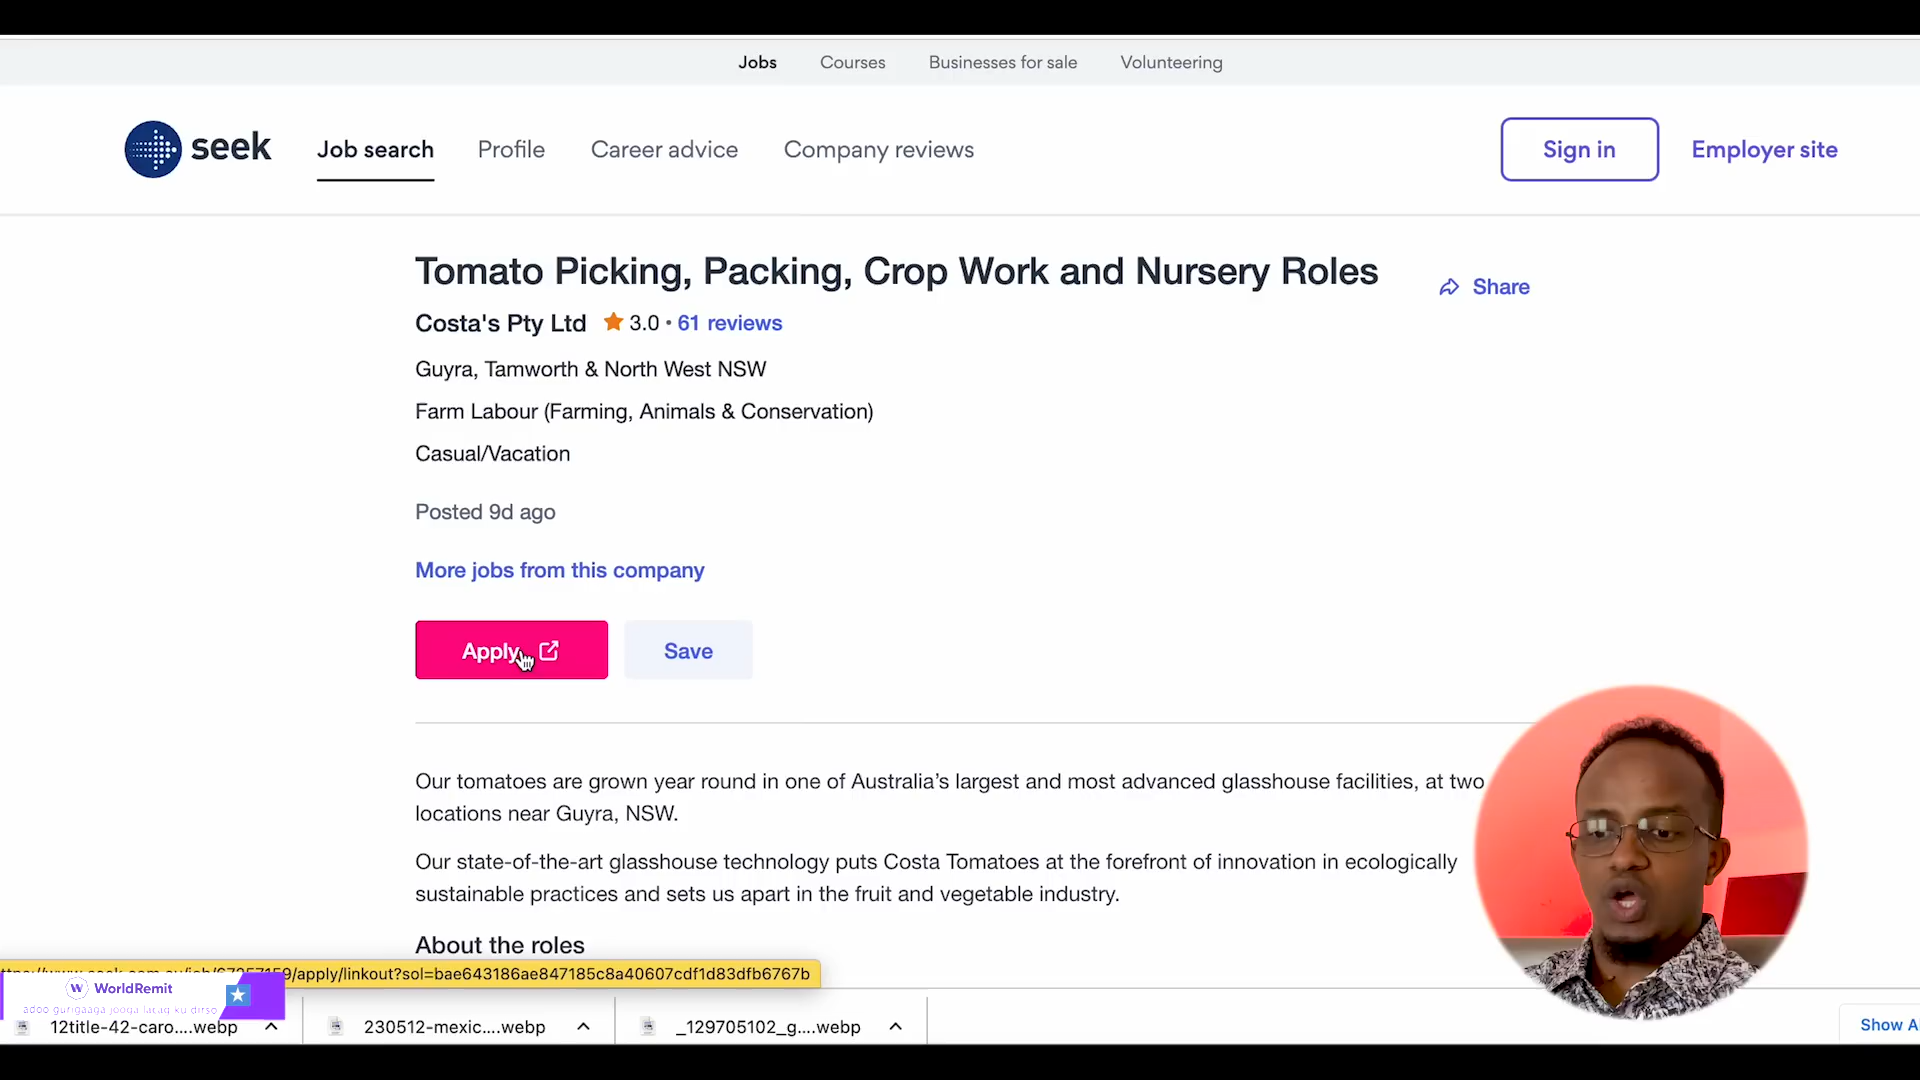 Jobs
Courses
Businesses for sale
Volunteering
seek
Job search
Profile
Career advice
Company reviews
Sign in
Employer site
Tomato Picking, Packing, Crop Work and Nursery Roles
Share
Costa's Pty Ltd 3.0 • 61 reviews
Guyra, Tamworth & North West NSW
Farm Labour (Farming, Animals & Conservation)
Casual/Vacation
Posted 9d ago
More jobs from this company
Apply
Save
Our tomatoes are grown year round in one of Australia’s largest and most advanced glasshouse facilities, at two
locations near Guyra, NSW.
Our state-of-the-art glasshouse technology puts Costa Tomatoes at the forefront of innovation in ecologically
sustainable practices and sets us apart in the fruit and vegetable industry.
About the roles
/apply/linkout?sol=bae643186ae847185c8a40607cdf1d83dfb6767b
WorldRemit
adoo gurigaaga jooga lacag ku dirso
12title-42-caro....webp
230512-mexic....webp
_129705102_g....webp
Show A